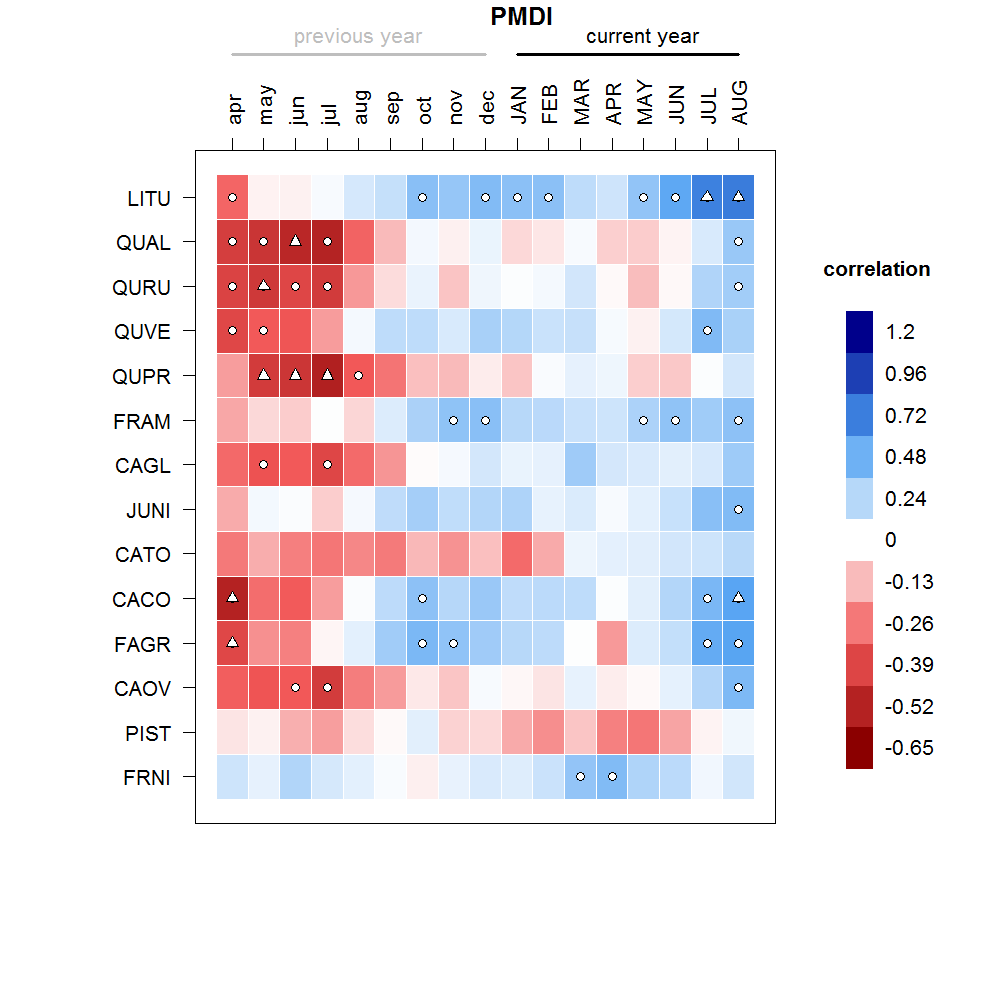 PMDI
previous year current year
apr may jun jul aug sep oct nov dec JAN FEB MAR APR MAY JUN JUL AUG
LITU
QUAL
QURU
QUVE
QUPR
FRAM
CAGL
JUNI
CATO
CACO
FAGR
CAOV
PIST
FRNI
correlation
1.2
0.96
0.72
0.48
0.24
0
-0.13
-0.26
-0.39
-0.52
-0.65